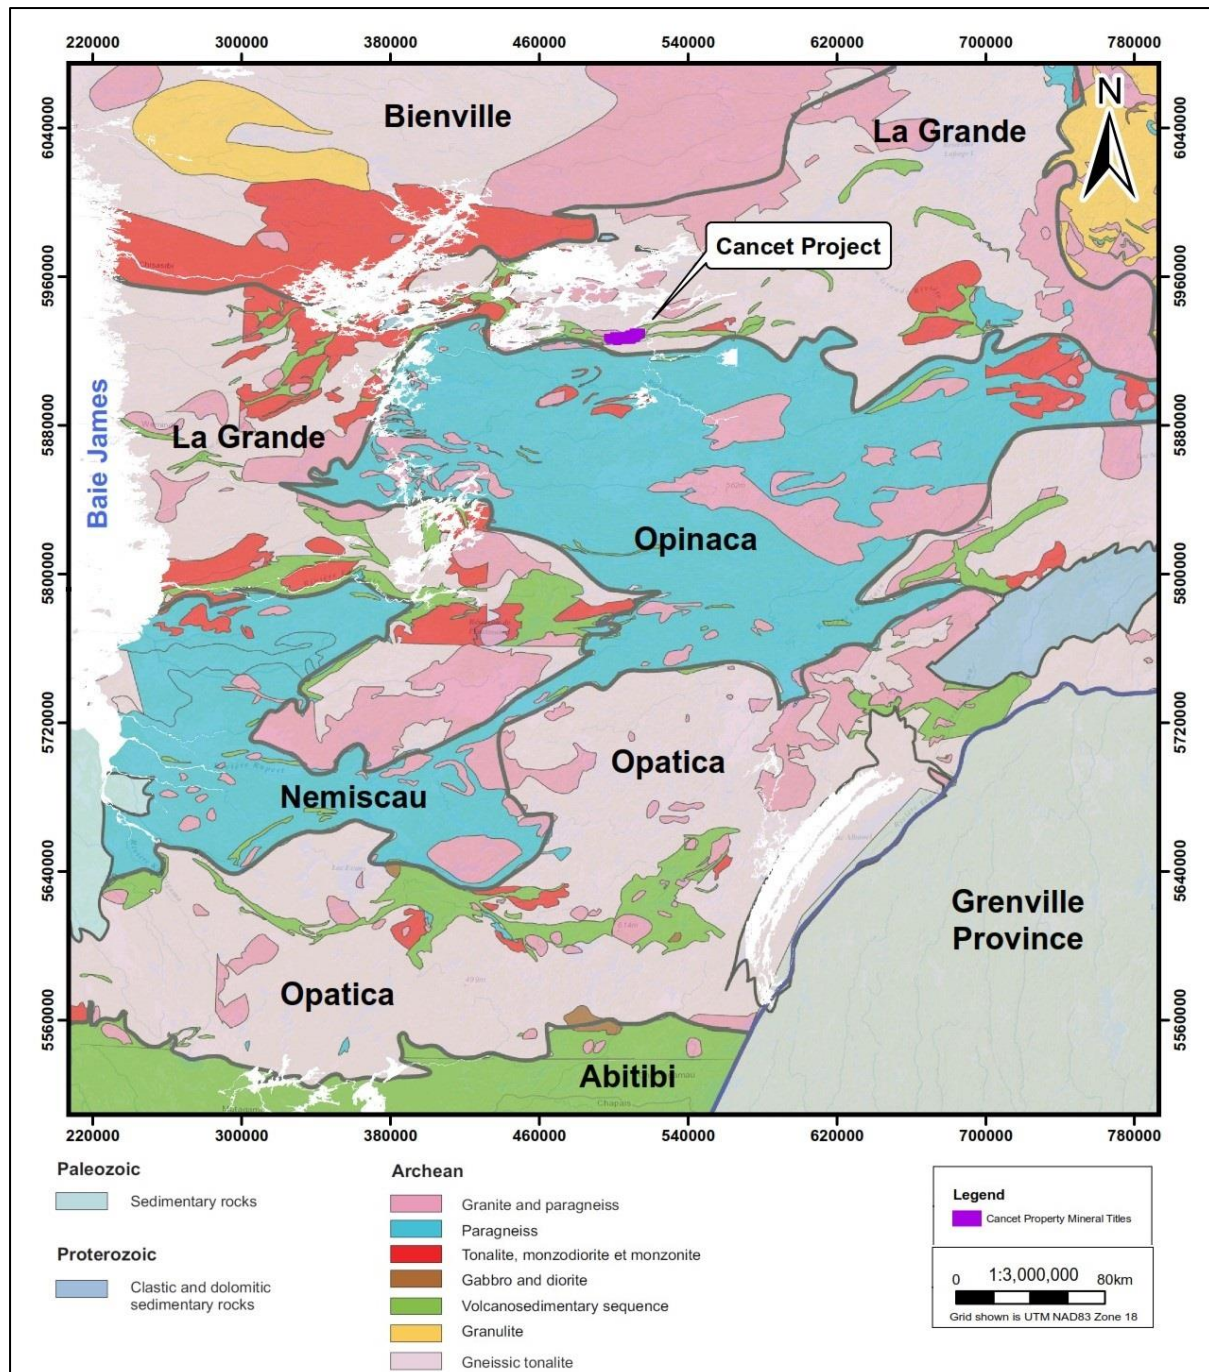 220000 300000 380000 460000 540000 620000 700000 780000
N
Bienville
La Grande
6040000
6040000
Cancet Project
5960000
5960000
La Grande
5880000
5880000
Baie James
Opinaca
5800000
5800000
Opatica
5720000
5720000
Nemiscau
5640000
5640000
Grenville
Province
Opatica
5560000
5560000
Abitibi
220000 300000 380000 460000 540000 620000 700000 780000
Paleozoic
Sedimentary rocks
Proterozoic
Clastic and dolomitic
sedimentary rocks
Archean
Granite and paragneiss
Paragneiss
Tonalite, monzodiorite et monzonite
Gabbro and diorite
Volcanosedimentary sequence
Granulite
Gneissic tonalite
Legend
Cancet Property Mineral Titles
0 1:3,000,000 80km
Grid shown is UTM NAD83 Zone 18